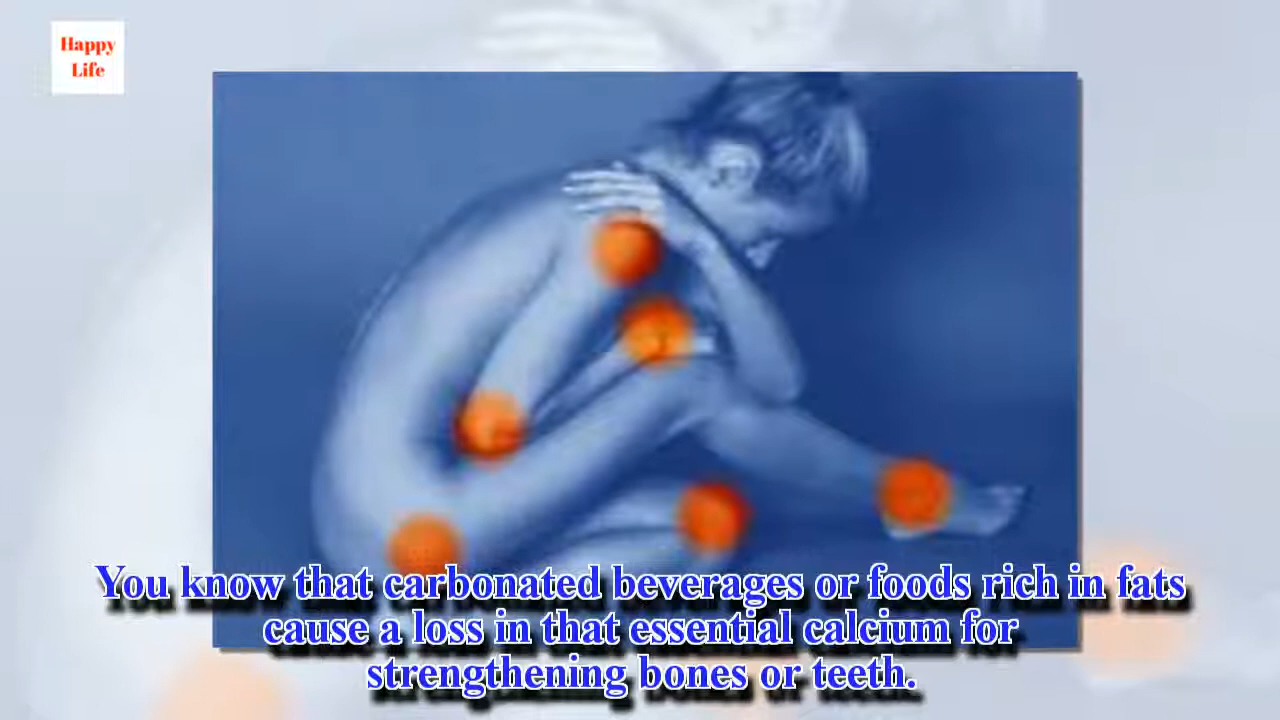 Happy
Life
You know that carbonated beverages or foods rich in fats
cause a loss in that essential calcium for
strengthening bones or teeth.